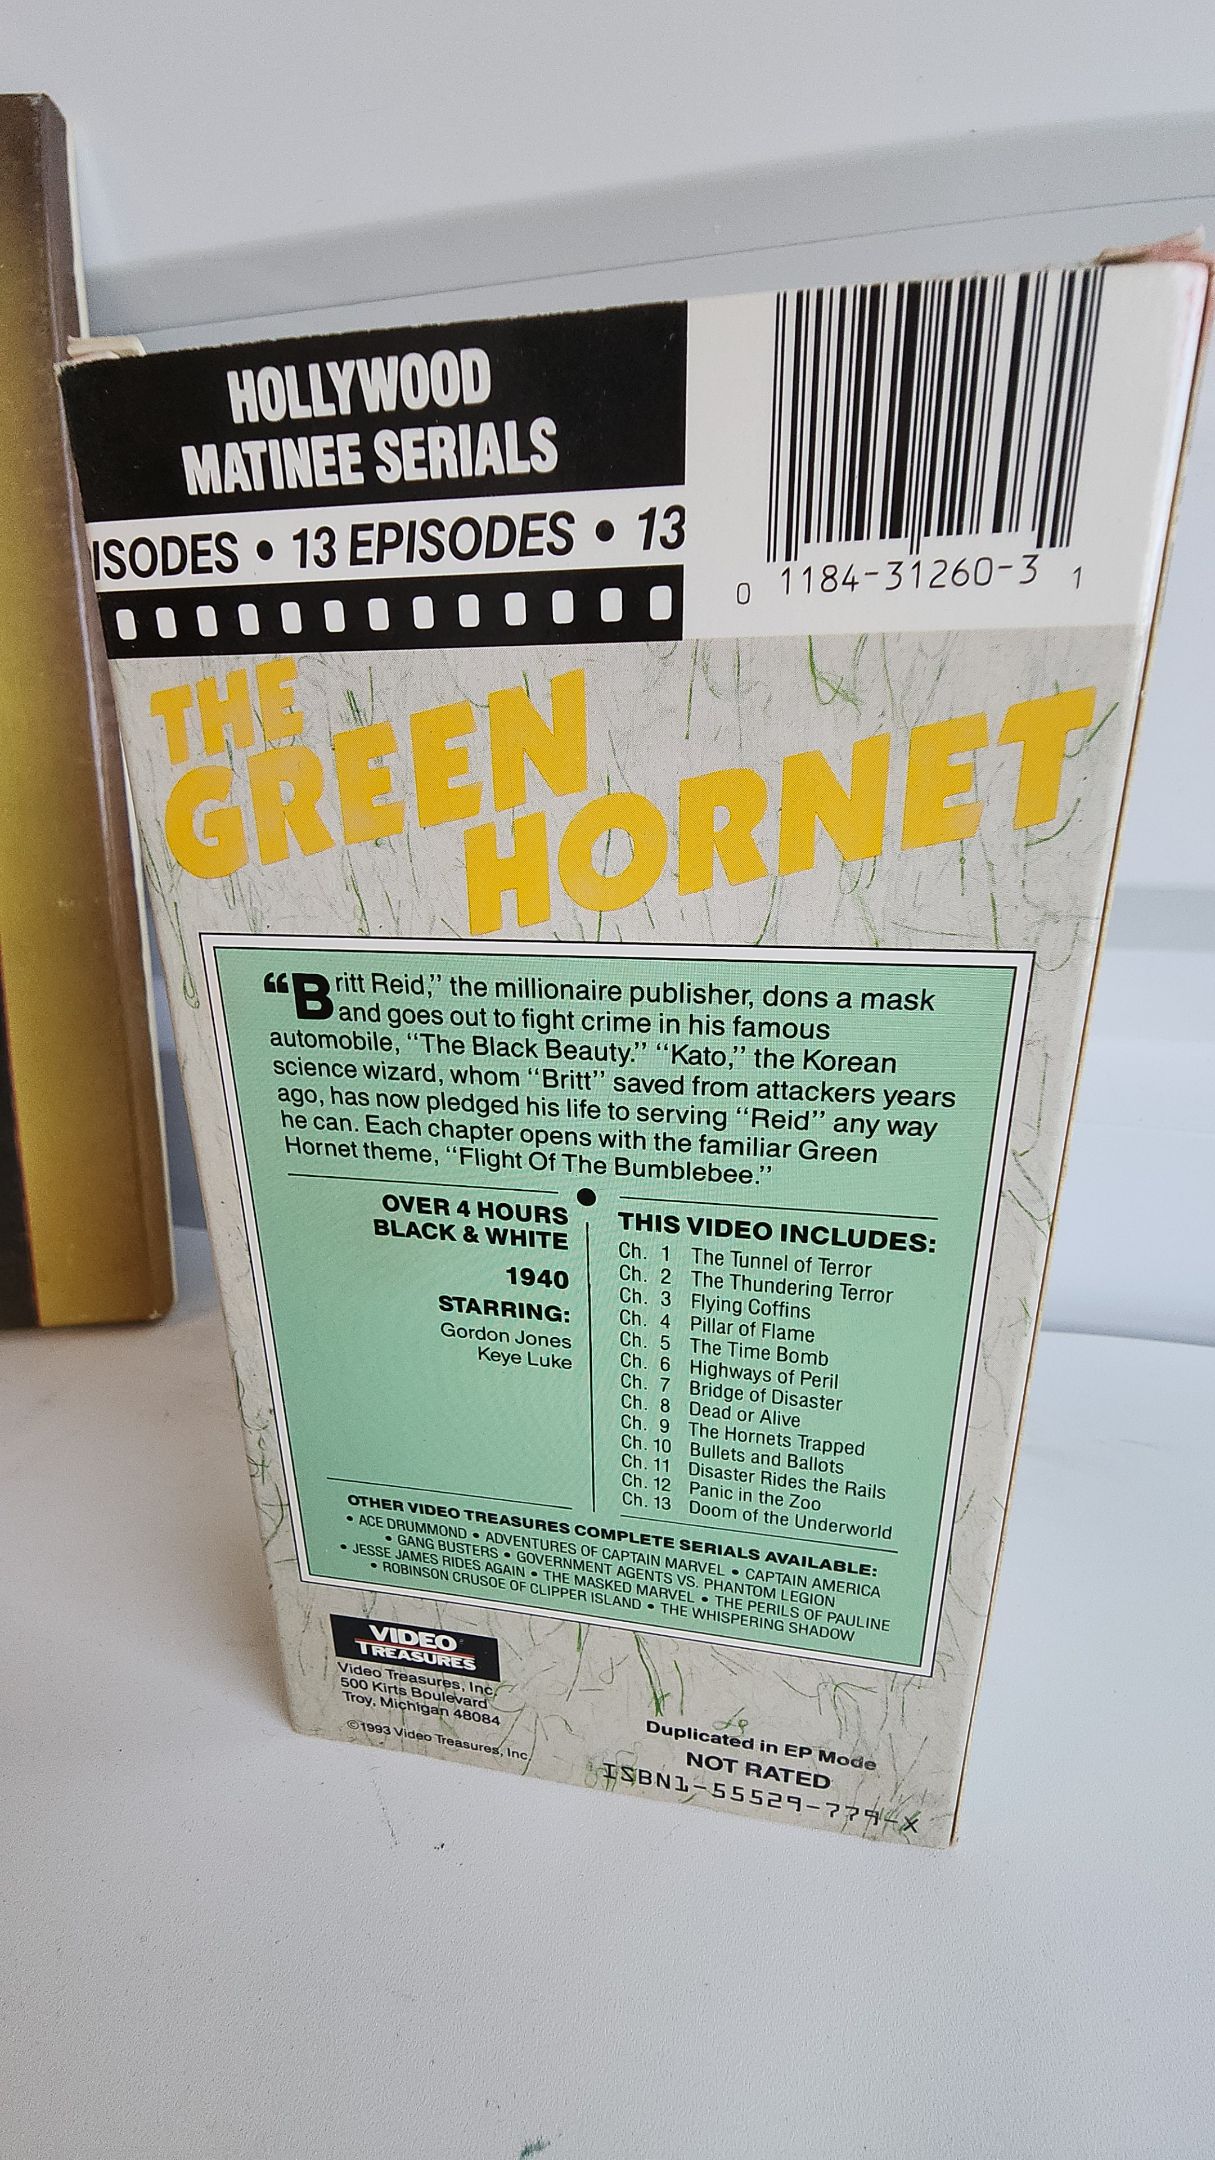 HOLLYWOOD
MATINEE SERIALS
ISODES • 13 EPISODES • 13
0 1184-31260-3 1
THE
GREEN
HORNET
“Britt Reid,” the millionaire publisher, dons a mask
and goes out to fight crime in his famous
automobile, “The Black Beauty.” “Kato,” the Korean
science wizard, whom “Britt” saved from attackers years
ago, has now pledged his life to serving “Reid” any way
he can. Each chapter opens with the familiar Green
Hornet theme, “Flight Of The Bumblebee.”
OVER 4 HOURS
BLACK & WHITE
1940
STARRING:
Gordon Jones
Keye Luke
THIS VIDEO INCLUDES:
Ch. 1 The Tunnel of Terror
Ch. 2 The Thundering Terror
Ch. 3 Flying Coffins
Ch. 4 Pillar of Flame
Ch. 5 The Time Bomb
Ch. 6 Highways of Peril
Ch. 7 Bridge of Disaster
Ch. 8 Dead or Alive
Ch. 9 The Hornets Trapped
Ch. 10 Bullets and Ballots
Ch. 11 Disaster Rides the Rails
Ch. 12 Panic in the Zoo
Ch. 13 Doom of the Underworld
OTHER VIDEO TREASURES COMPLETE SERIALS AVAILABLE:
• ACE DRUMMOND • ADVENTURES OF CAPTAIN MARVEL • CAPTAIN AMERICA
• GANG BUSTERS • GOVERNMENT AGENTS VS. PHANTOM LEGION
• JESSE JAMES RIDES AGAIN • THE MASKED MARVEL • THE PERILS OF PAULINE
• ROBINSON CRUSOE OF CLIPPER ISLAND • THE WHISPERING SHADOW
VIDEO
TREASURES
Video Treasures, Inc.
500 Kirts Boulevard
Troy, Michigan 48084
©1993 Video Treasures, Inc.
Duplicated in EP Mode
NOT RATED
ISBN1-55529-779-X